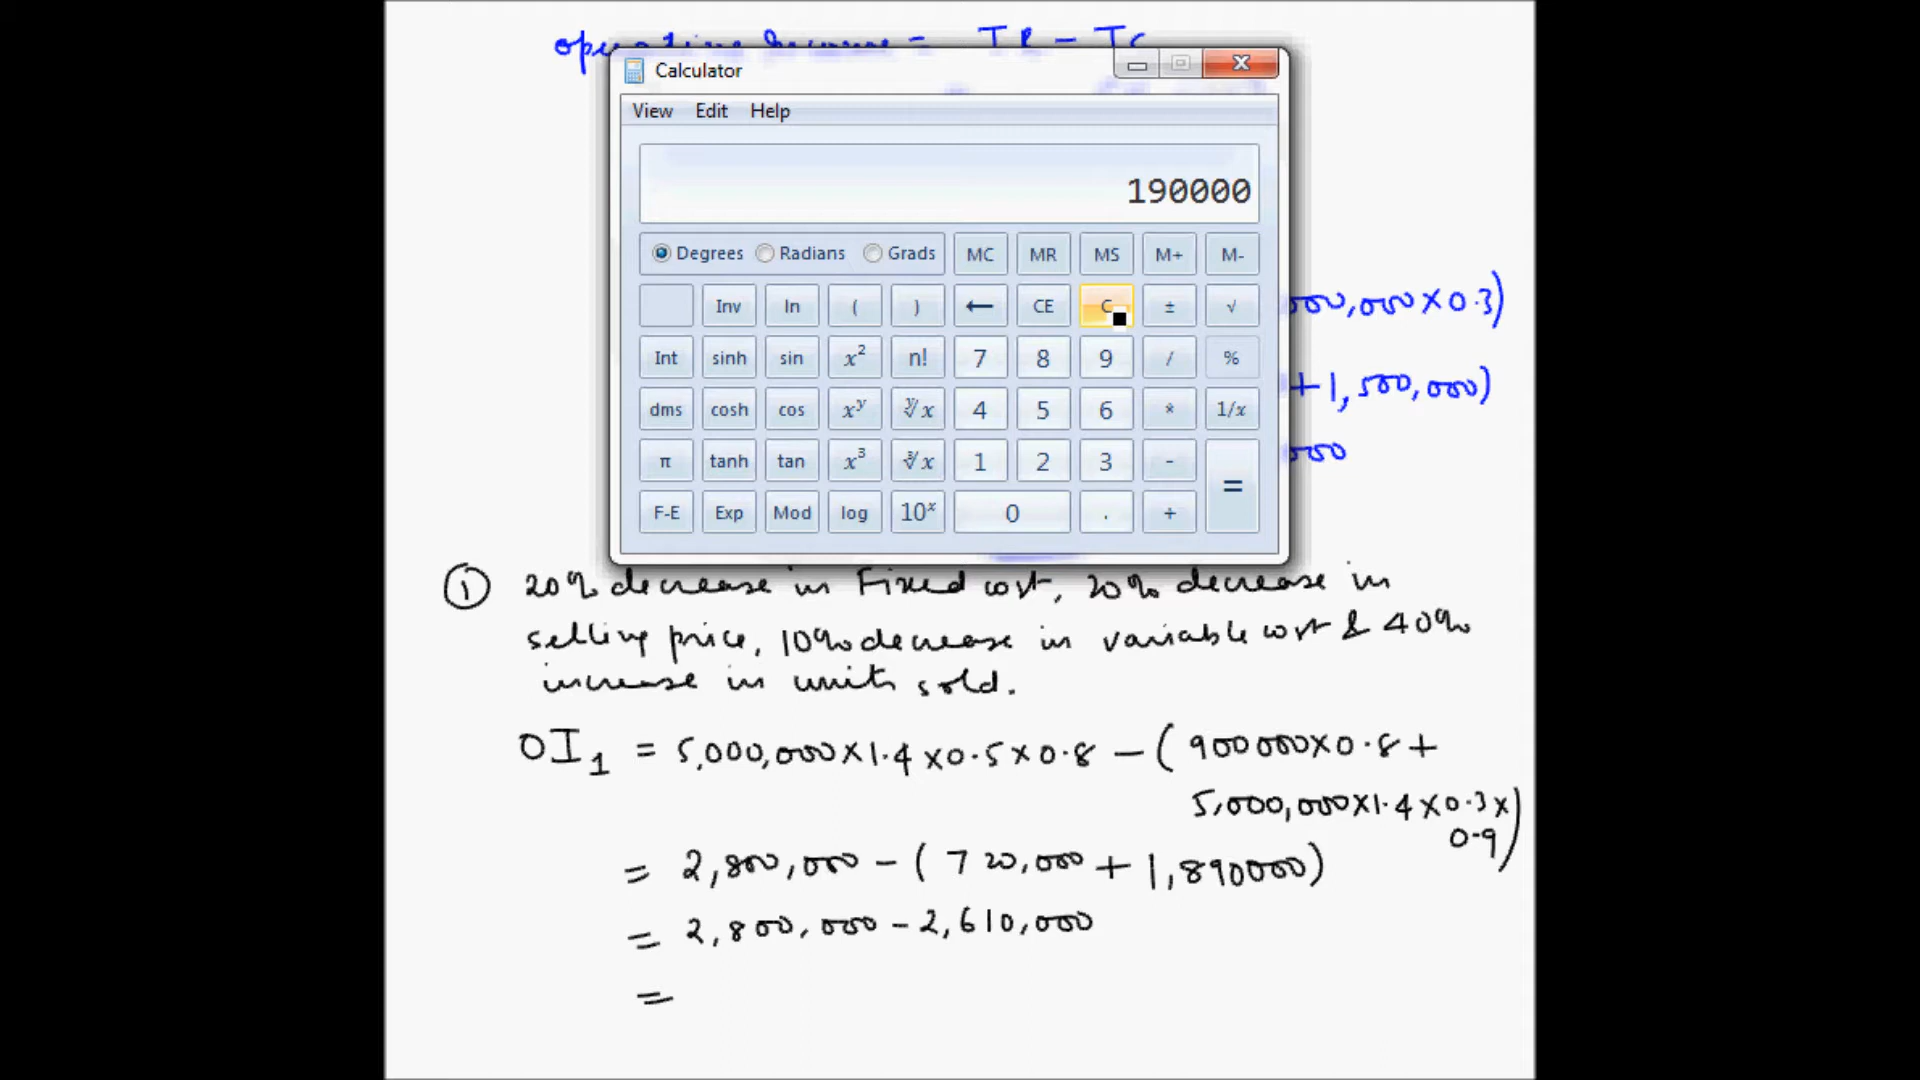 operating income = TR - TC
Calculator
View Edit Help
190000
Degrees Radians Grads MC MR MS M+ M-
Inv ln ( ) ← CE C ± √
000,000 × 0.3)
Int sinh sin x² n! 7 8 9 / %
dms cosh cos xʸ ʸ√x 4 5 6 * 1/x
+ 1,500,000)
π tanh tan x³ ³√x 1 2 3 - =
000
F-E Exp Mod log 10ˣ 0 . +
① 20% decrease in Fixed cost, 20% decrease in
selling price, 10% decrease in variable cost & 40%
increase in units sold.
OI₁ = 5,000,000 × 1.4 × 0.5 × 0.8 - ( 900000 × 0.8 +
5,000,000 × 1.4 × 0.3 ×
0.9 )
= 2,800,000 - ( 720,000 + 1,890000 )
= 2,800,000 - 2,610,000
=